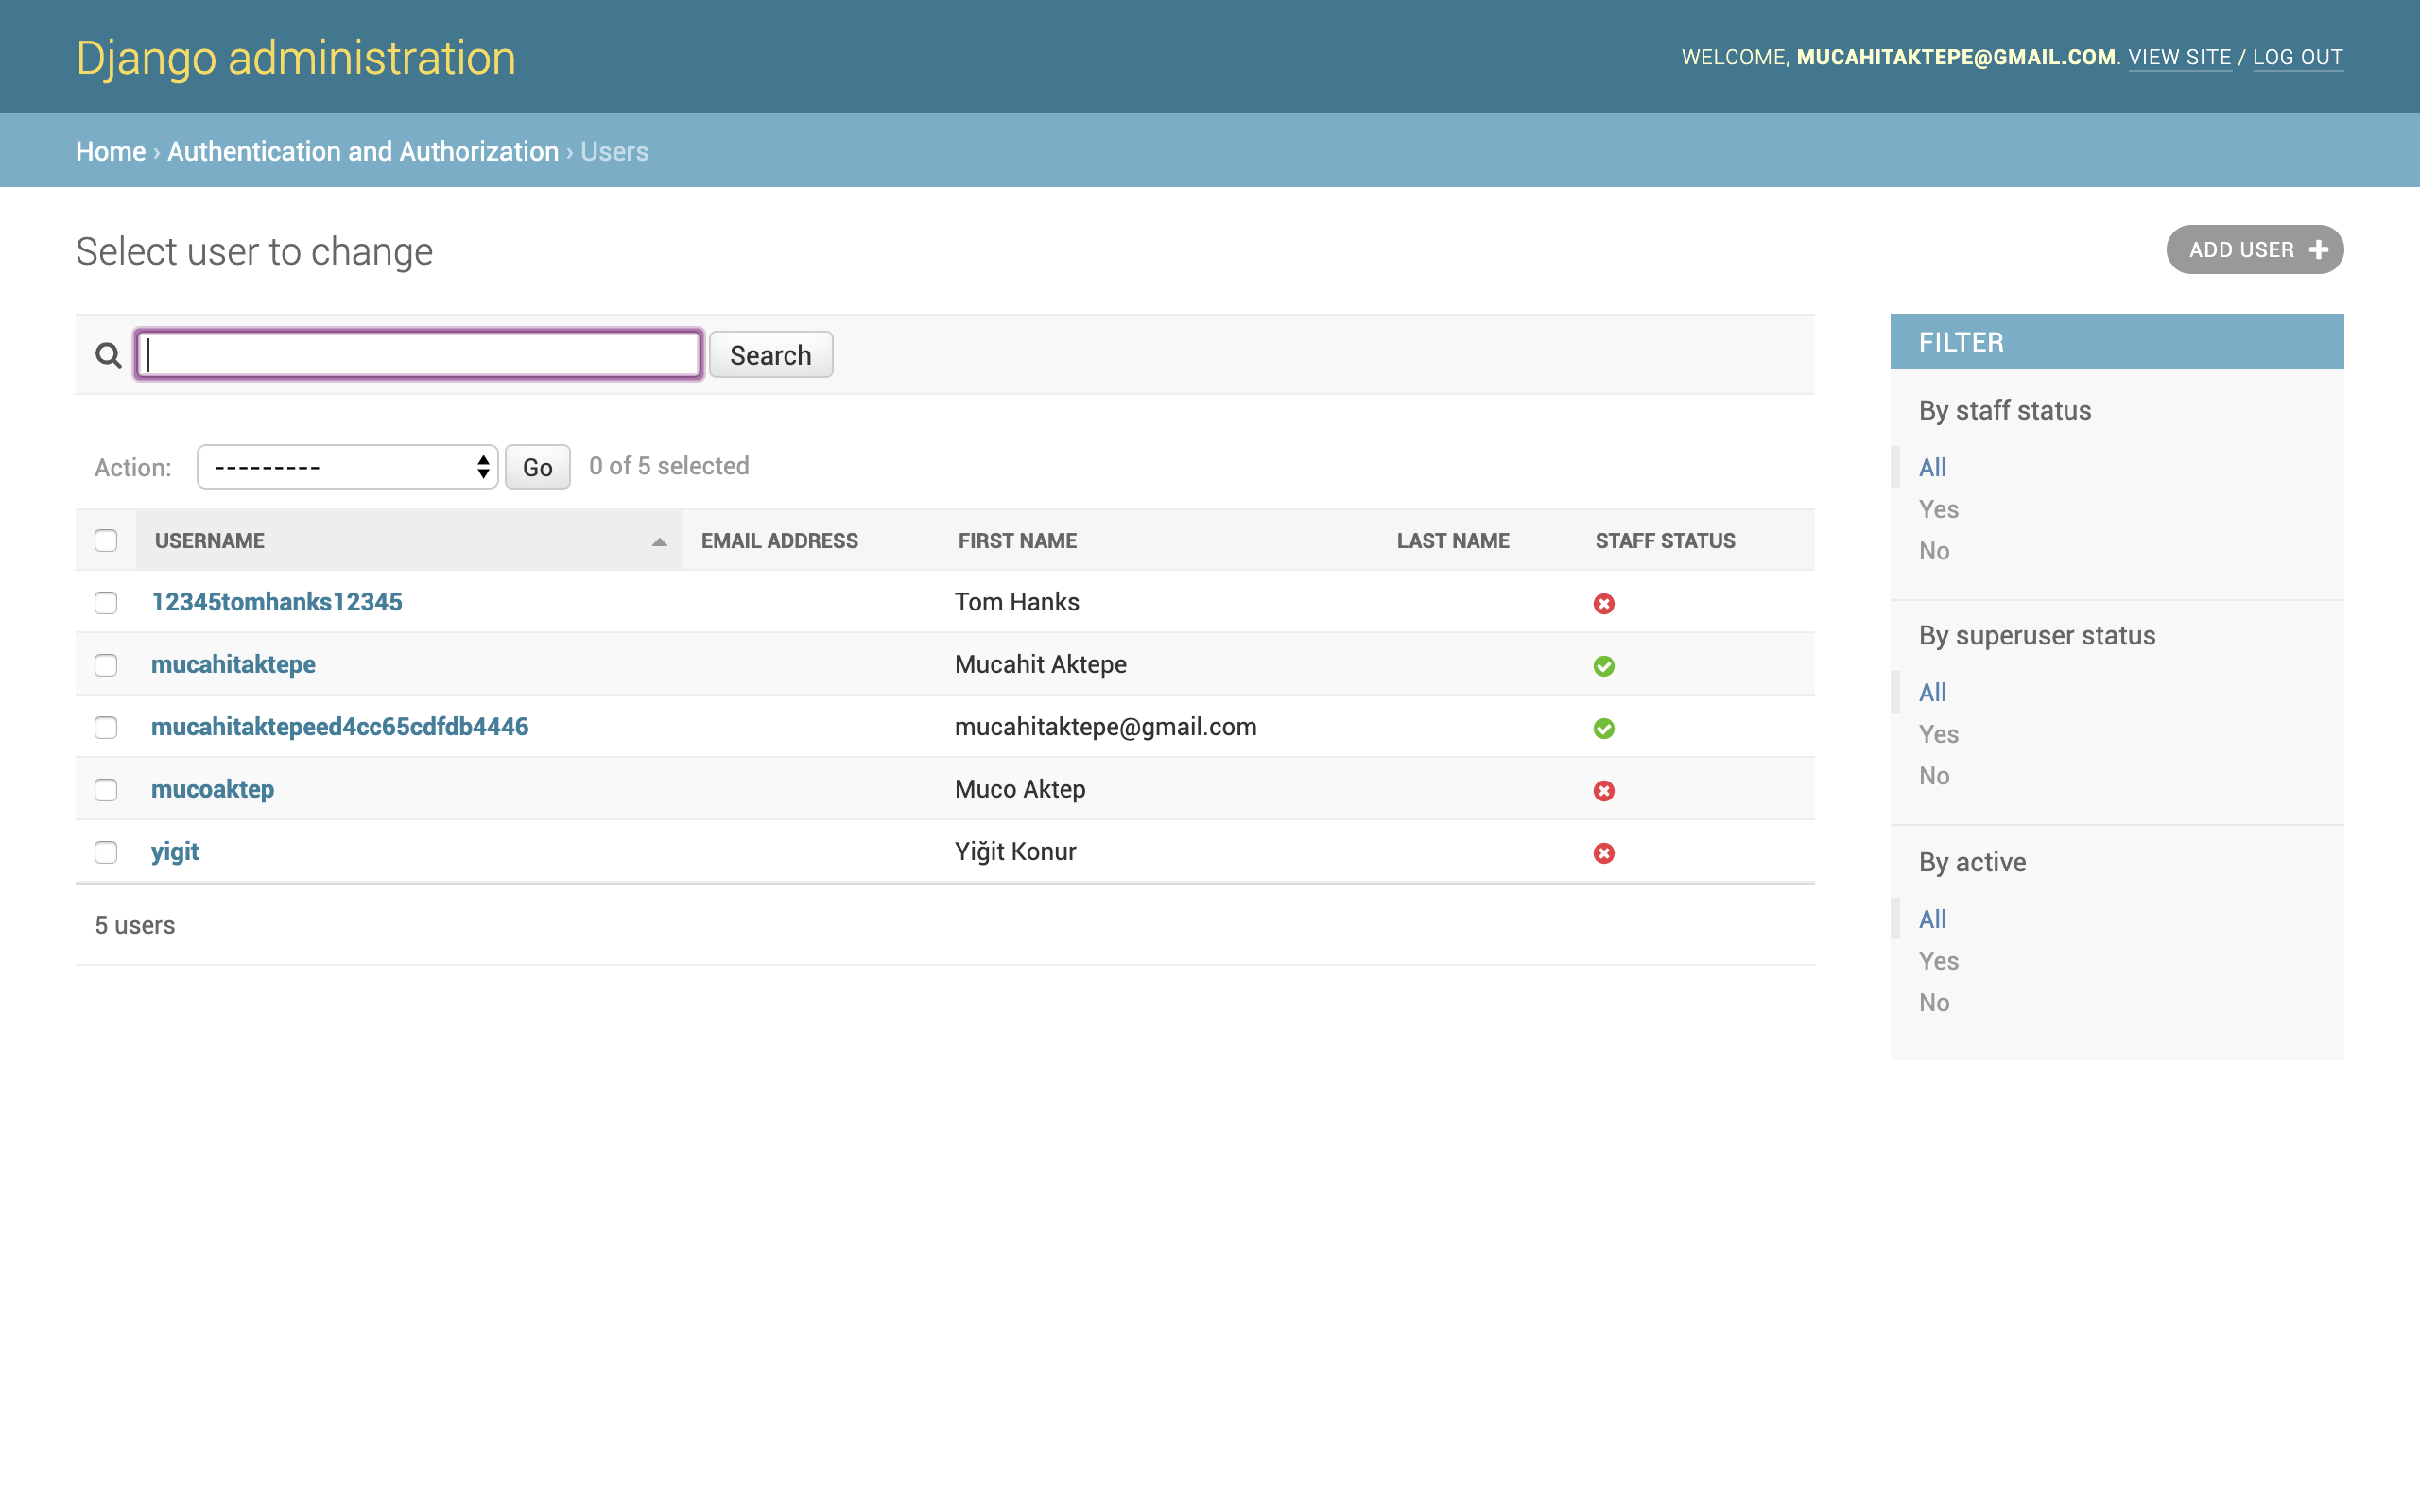 Django administration
WELCOME, MUCAHITAKTEPE@GMAIL.COM. VIEW SITE / LOG OUT
Home › Authentication and Authorization › Users
Select user to change
ADD USER
Search
Action: --------- Go 0 of 5 selected
USERNAME EMAIL ADDRESS FIRST NAME LAST NAME STAFF STATUS
12345tomhanks12345 Tom Hanks
mucahitaktepe Mucahit Aktepe
mucahitaktepeed4cc65cdfdb4446 mucahitaktepe@gmail.com
mucoaktep Muco Aktep
yigit Yiğit Konur
5 users
FILTER
By staff status
All
Yes
No
By superuser status
All
Yes
No
By active
All
Yes
No